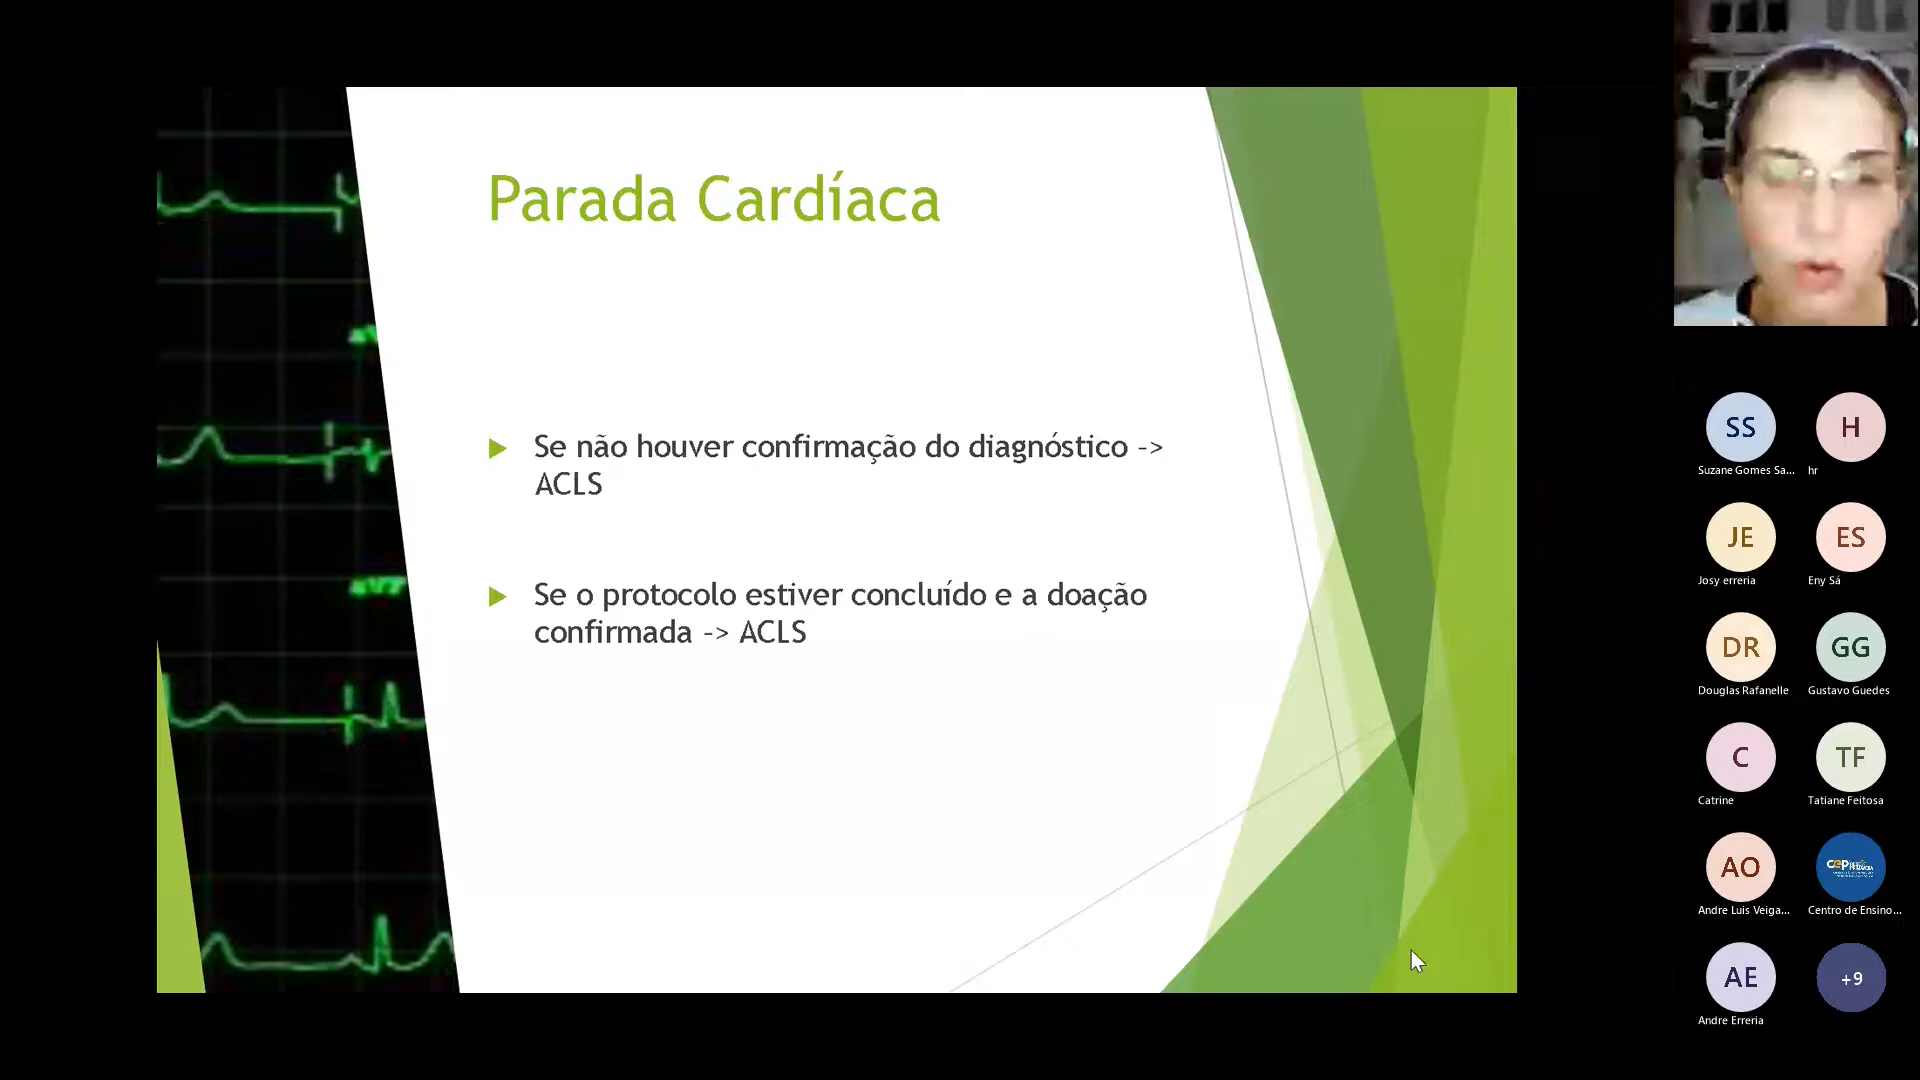 Parada Cardíaca
Se não houver confirmação do diagnóstico ->
ACLS
Se o protocolo estiver concluído e a doação
confirmada -> ACLS
SS
H
Suzane Gomes Sa...
hr
JE
ES
Josy erreria
Eny Sá
DR
GG
Douglas Rafanelle
Gustavo Guedes
C
TF
Catrine
Tatiane Feitosa
AO
Andre Luis Veiga...
Centro de Ensino...
AE
+9
Andre Erreria